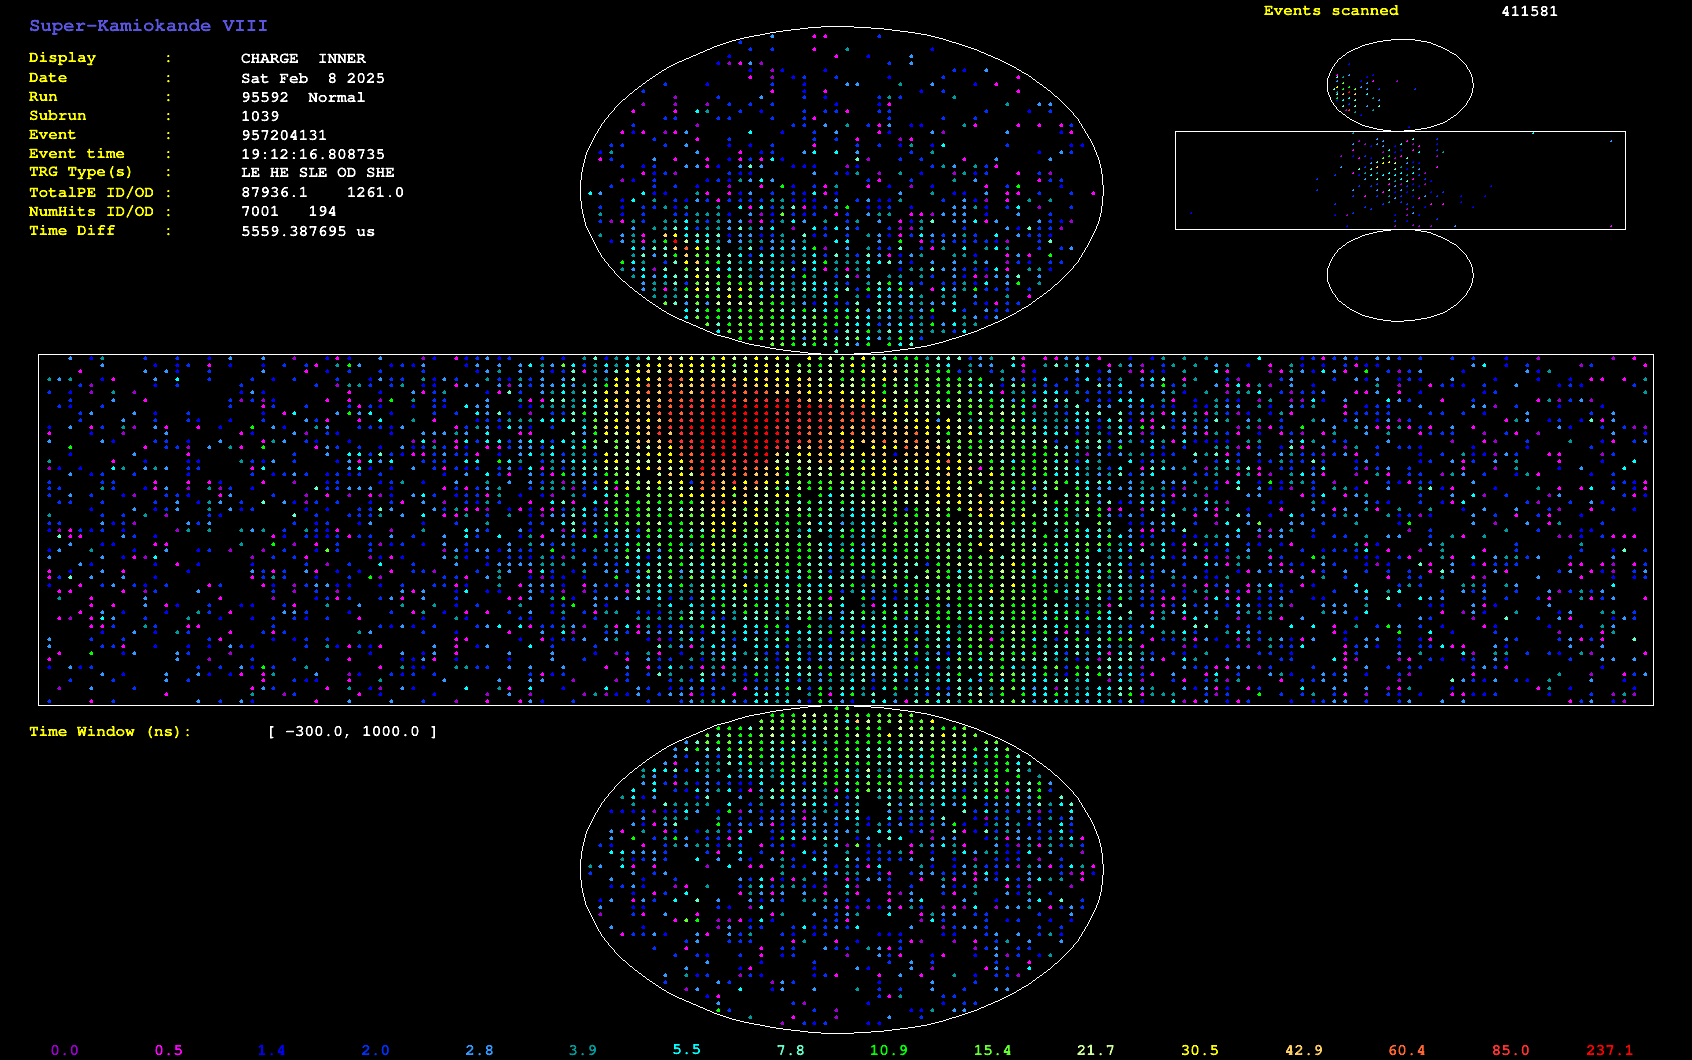 Super-Kamiokande VIII
Events scanned 411581
Display : CHARGE INNER
Date : Sat Feb 8 2025
Run : 95592 Normal
Subrun : 1039
Event : 957204131
Event time : 19:12:16.808735
TRG Type(s) : LE HE SLE OD SHE
TotalPE ID/OD : 87936.1 1261.0
NumHits ID/OD : 7001 194
Time Diff : 5559.387695 us
Time Window (ns): [ -300.0, 1000.0 ]
0.0 0.5 1.4 2.0 2.8 3.9 5.5 7.8 10.9 15.4 21.7 30.5 42.9 60.4 85.0 237.1